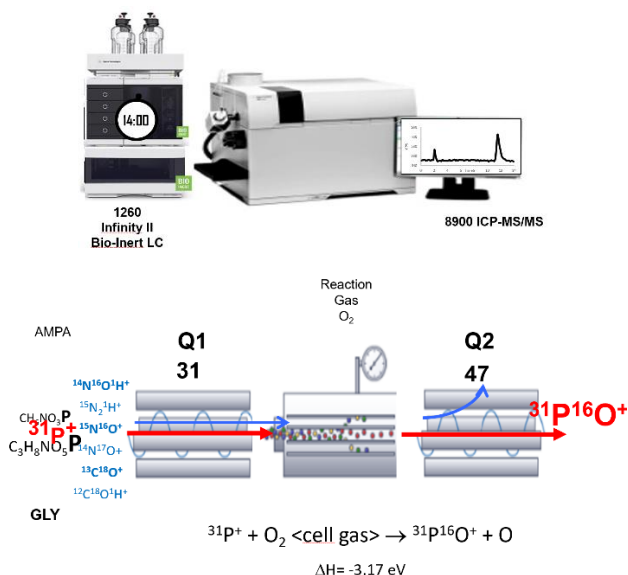 14:00
BIO
BIO
1260
Infinity II
Bio-Inert LC
8900 ICP-MS/MS
Reaction
Gas
O₂
AMPA
Q1
31
Q2
47
¹⁴N¹⁶O¹H⁺
¹⁵N₂¹H⁺
³¹P⁺
¹⁵N¹⁶O⁺
C₃H₈NO₅P
¹⁴N¹⁷O⁺
¹³C¹⁸O⁺
¹²C¹⁸O¹H⁺
³¹P¹⁶O⁺
GLY
³¹P⁺ + O₂ <cell gas> → ³¹P¹⁶O⁺ + O
ΔH= -3.17 eV